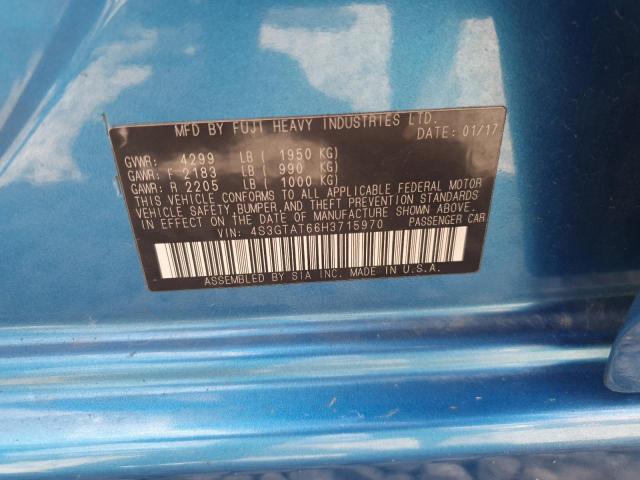 MFD BY FUJI HEAVY INDUSTRIES LTD.
DATE: 01/17
GVWR: 4299 LB ( 1950 KG)
GAWR: F 2183 LB ( 990 KG)
GAWR: R 2205 LB ( 1000 KG)
THIS VEHICLE CONFORMS TO ALL APPLICABLE FEDERAL MOTOR
VEHICLE SAFETY, BUMPER, AND THEFT PREVENTION STANDARDS
IN EFFECT ON THE DATE OF MANUFACTURE SHOWN ABOVE.
VIN: 4S3GTAT66H3715970 PASSENGER CAR
ASSEMBLED BY SIA INC. MADE IN U.S.A.